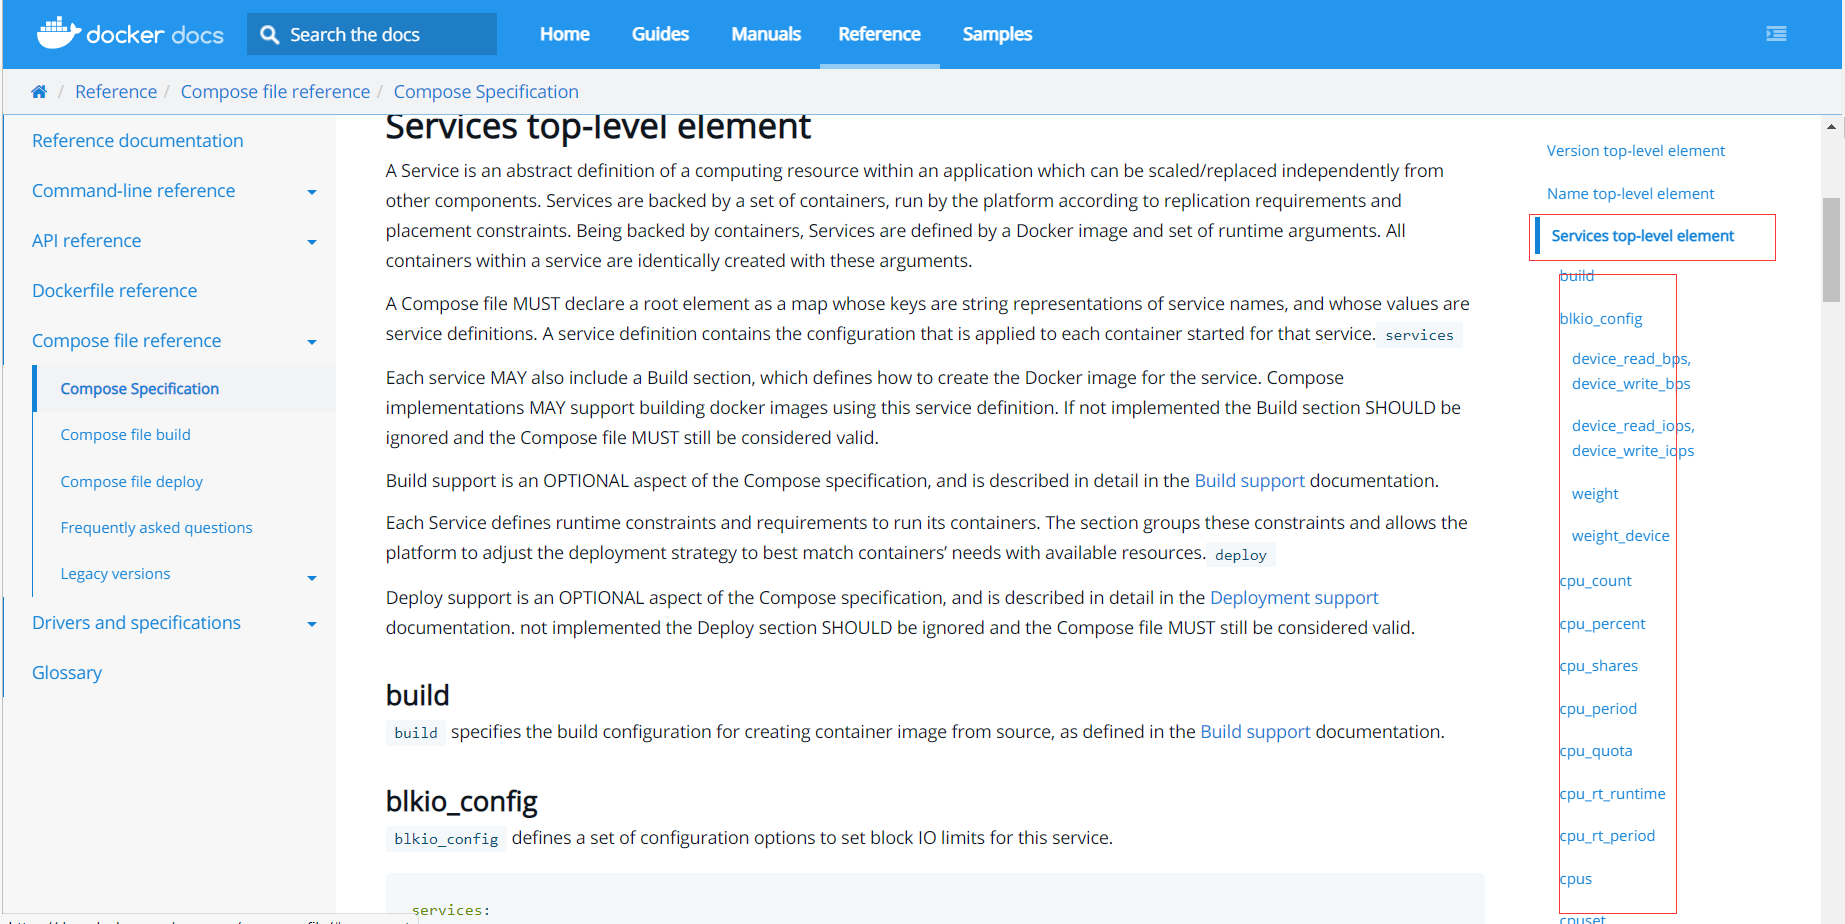 docker docs
Search the docs
Home
Guides
Manuals
Reference
Samples
/ Reference / Compose file reference / Compose Specification
Reference documentation
Command-line reference
API reference
Dockerfile reference
Compose file reference
Compose Specification
Compose file build
Compose file deploy
Frequently asked questions
Legacy versions
Drivers and specifications
Glossary
Services top-level element
A Service is an abstract definition of a computing resource within an application which can be scaled/replaced independently from
other components. Services are backed by a set of containers, run by the platform according to replication requirements and
placement constraints. Being backed by containers, Services are defined by a Docker image and set of runtime arguments. All
containers within a service are identically created with these arguments.
A Compose file MUST declare a root element as a map whose keys are string representations of service names, and whose values are
service definitions. A service definition contains the configuration that is applied to each container started for that service. services
Each service MAY also include a Build section, which defines how to create the Docker image for the service. Compose
implementations MAY support building docker images using this service definition. If not implemented the Build section SHOULD be
ignored and the Compose file MUST still be considered valid.
Build support is an OPTIONAL aspect of the Compose specification, and is described in detail in the Build support documentation.
Each Service defines runtime constraints and requirements to run its containers. The section groups these constraints and allows the
platform to adjust the deployment strategy to best match containers’ needs with available resources. deploy
Deploy support is an OPTIONAL aspect of the Compose specification, and is described in detail in the Deployment support
documentation. not implemented the Deploy section SHOULD be ignored and the Compose file MUST still be considered valid.
build
build specifies the build configuration for creating container image from source, as defined in the Build support documentation.
blkio_config
blkio_config defines a set of configuration options to set block IO limits for this service.
services:
Version top-level element
Name top-level element
Services top-level element
build
blkio_config
device_read_bps,
device_write_bps
device_read_iops,
device_write_iops
weight
weight_device
cpu_count
cpu_percent
cpu_shares
cpu_period
cpu_quota
cpu_rt_runtime
cpu_rt_period
cpus
cpuset